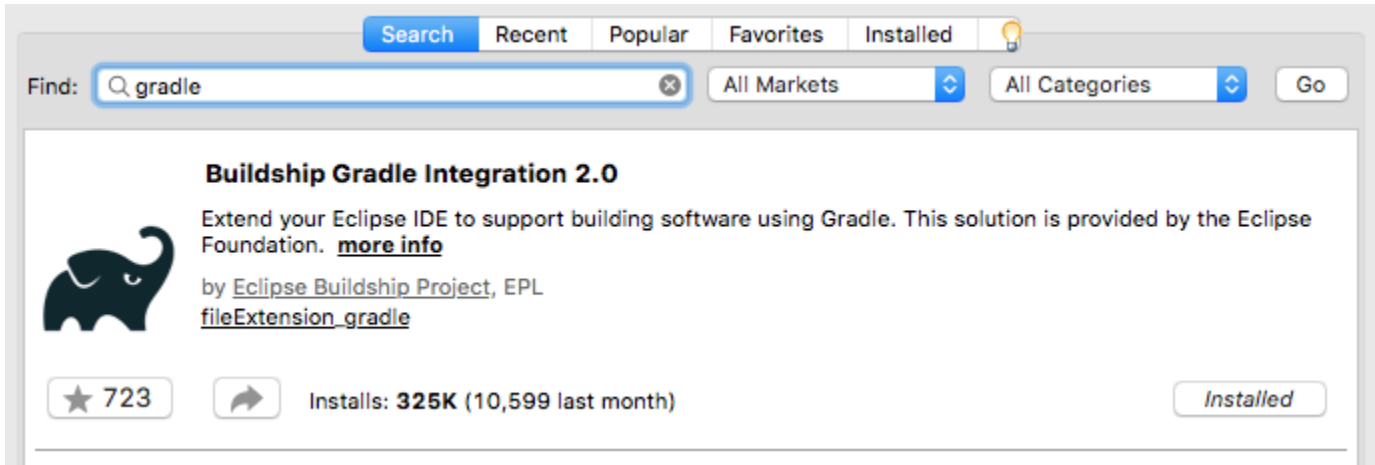 Search Recent Popular Favorites Installed
Find: gradle All Markets All Categories Go
Buildship Gradle Integration 2.0
Extend your Eclipse IDE to support building software using Gradle. This solution is provided by the Eclipse
Foundation. more info
by Eclipse Buildship Project, EPL
fileExtension_gradle
723 Installs: 325K (10,599 last month) Installed